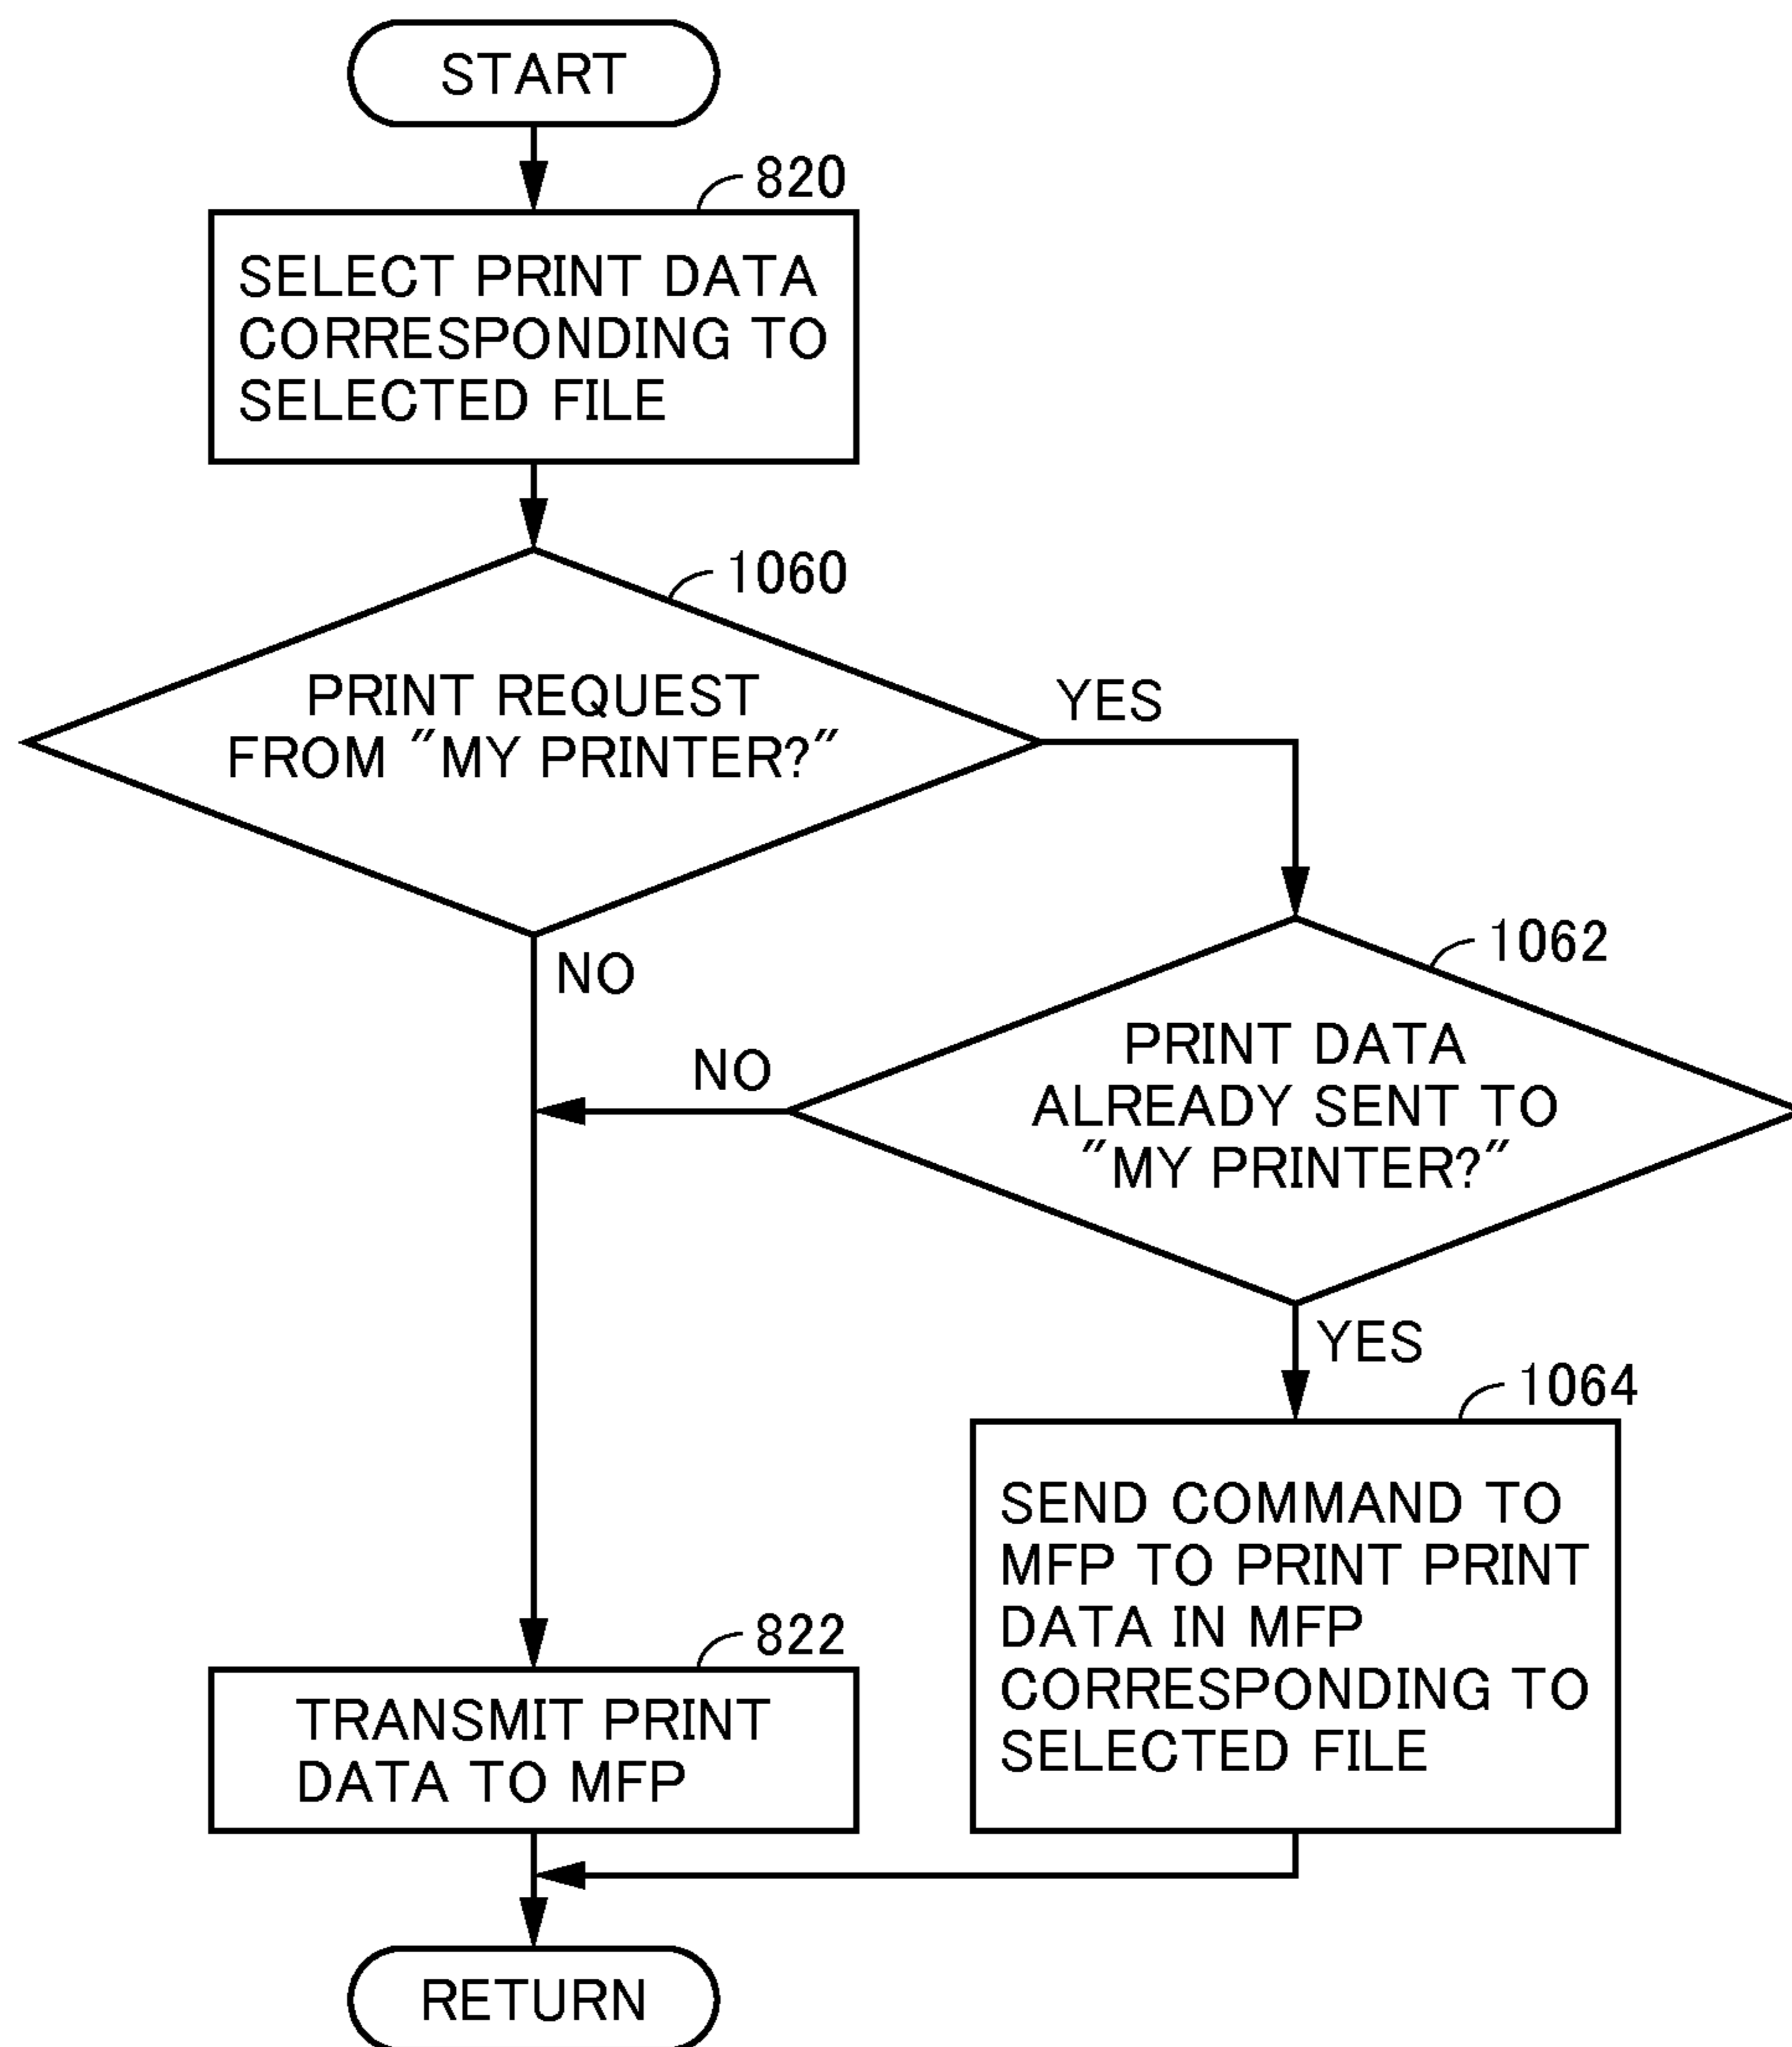 START
820
SELECT PRINT DATA
CORRESPONDING TO
SELECTED FILE
1060
PRINT REQUEST
FROM "MY PRINTER?"
YES
NO
1062
PRINT DATA
ALREADY SENT TO
"MY PRINTER?"
NO
YES
1064
SEND COMMAND TO
MFP TO PRINT PRINT
DATA IN MFP
CORRESPONDING TO
SELECTED FILE
822
TRANSMIT PRINT
DATA TO MFP
RETURN